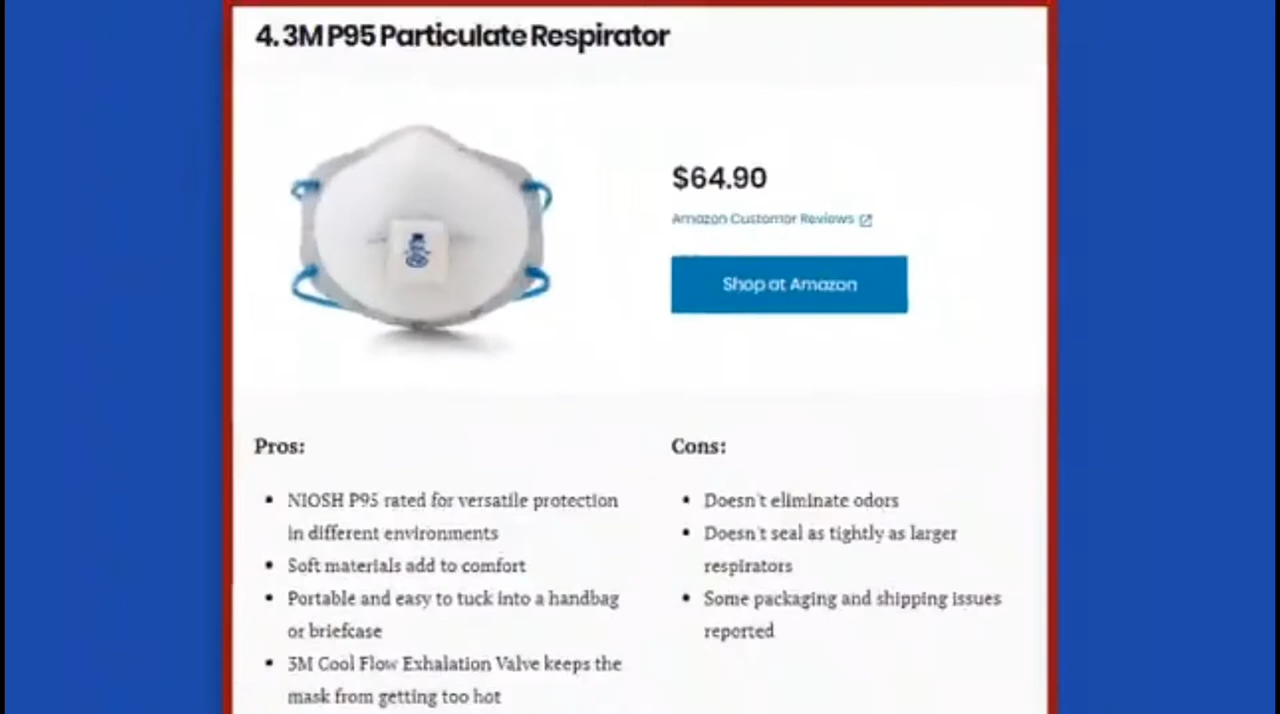 4. 3M P95 Particulate Respirator
$64.90
Amazon Customer Reviews
Shop at Amazon
Pros:
NIOSH P95 rated for versatile protection
in different environments
Soft materials add to comfort
Portable and easy to tuck into a handbag
or briefcase
3M Cool Flow Exhalation Valve keeps the
mask from getting too hot
Cons:
Doesn't eliminate odors
Doesn't seal as tightly as larger
respirators
Some packaging and shipping issues
reported